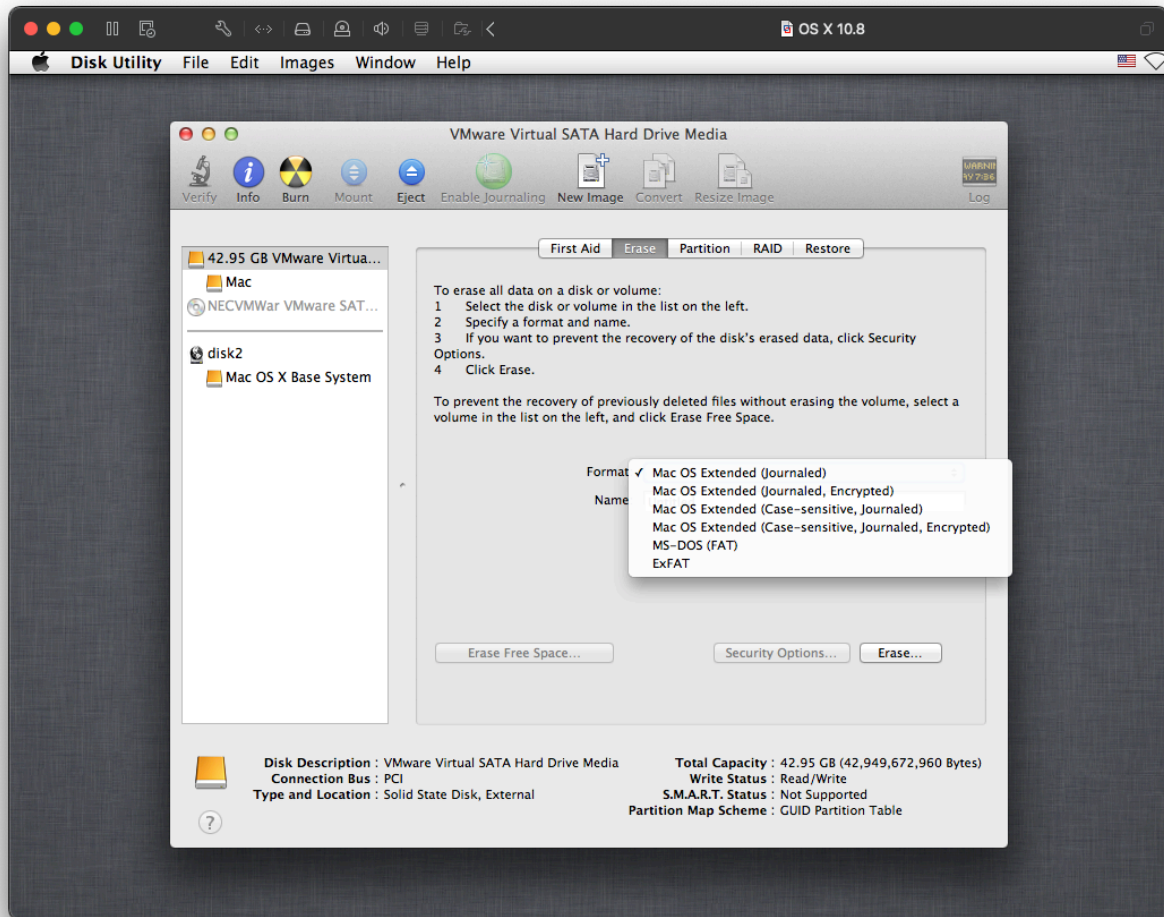 OS X 10.8
Disk Utility File Edit Images Window Help
VMware Virtual SATA Hard Drive Media
Verify Info Burn Mount Eject Enable Journaling New Image Convert Resize Image Log
First Aid Erase Partition RAID Restore
42.95 GB VMware Virtua...
Mac
NECVMWar VMware SAT...
disk2
Mac OS X Base System
To erase all data on a disk or volume:
1 Select the disk or volume in the list on the left.
2 Specify a format and name.
3 If you want to prevent the recovery of the disk's erased data, click Security
Options.
4 Click Erase.
To prevent the recovery of previously deleted files without erasing the volume, select a
volume in the list on the left, and click Erase Free Space.
Format ✓ Mac OS Extended (Journaled)
Mac OS Extended (Journaled, Encrypted)
Name
Mac OS Extended (Case-sensitive, Journaled)
Mac OS Extended (Case-sensitive, Journaled, Encrypted)
MS-DOS (FAT)
ExFAT
Erase Free Space... Security Options... Erase...
Disk Description : VMware Virtual SATA Hard Drive Media
Connection Bus : PCI
Type and Location : Solid State Disk, External
Total Capacity : 42.95 GB (42,949,672,960 Bytes)
Write Status : Read/Write
S.M.A.R.T. Status : Not Supported
Partition Map Scheme : GUID Partition Table
?